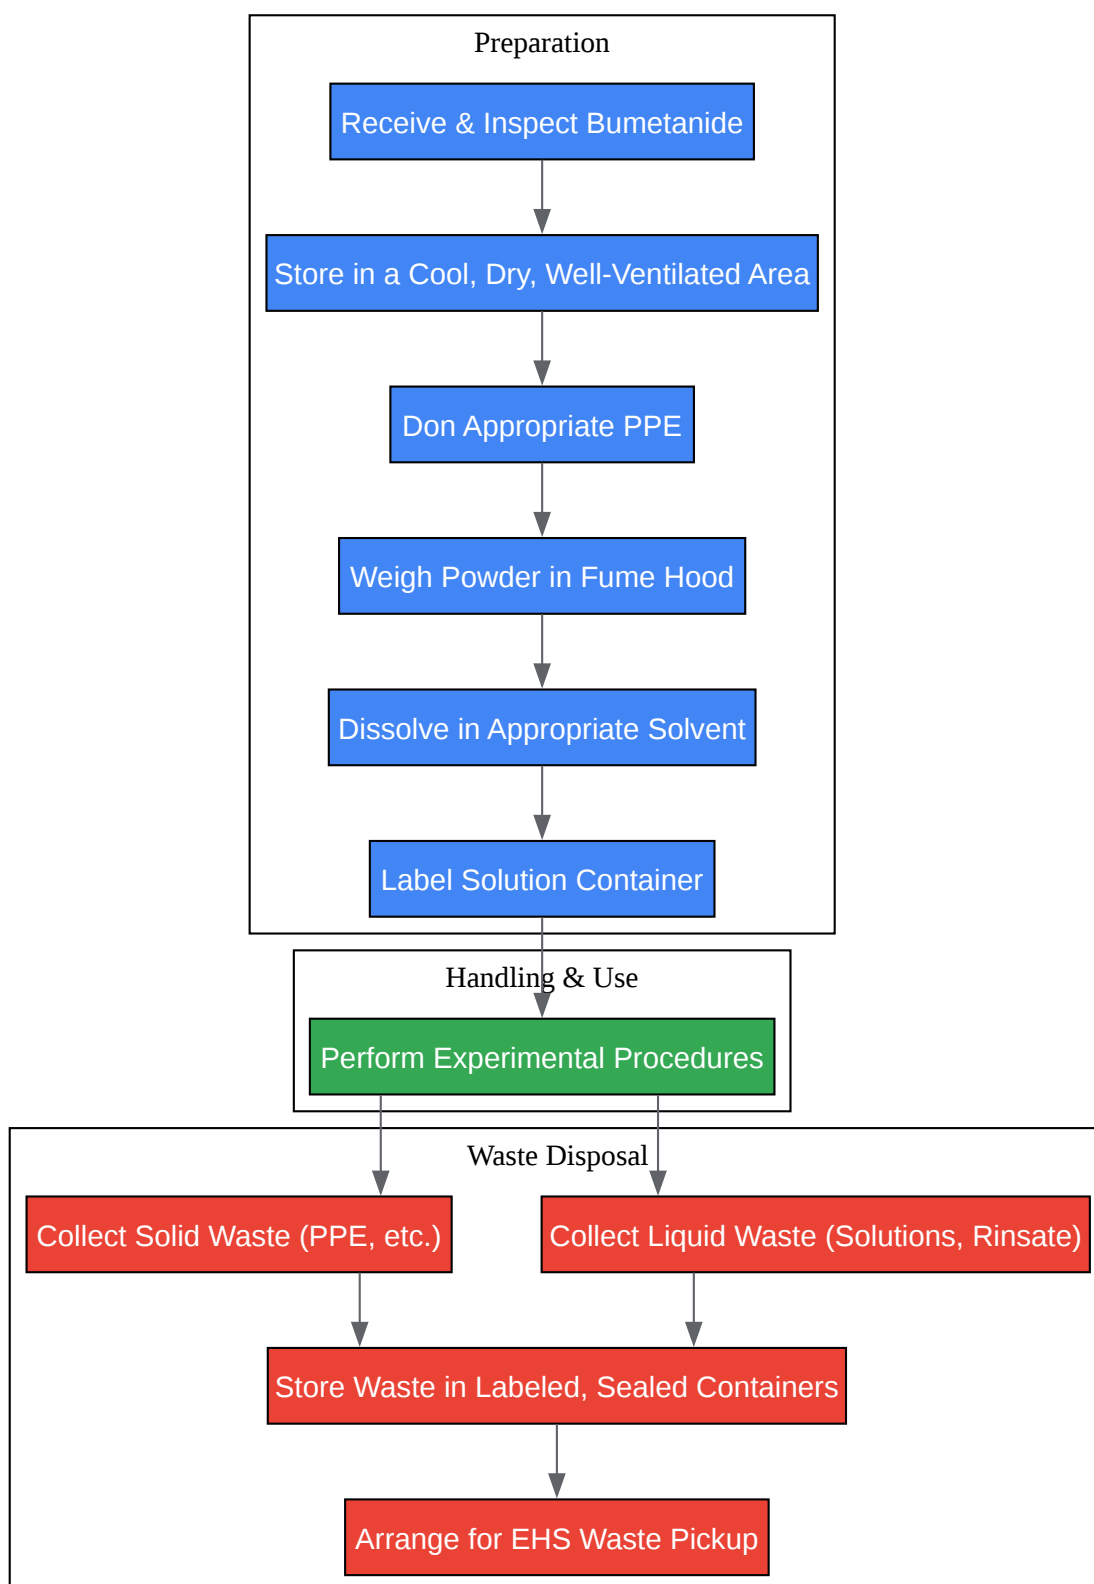 Preparation
Receive & Inspect Bumetanide
Store in a Cool, Dry, Well-Ventilated Area
Don Appropriate PPE
Weigh Powder in Fume Hood
Dissolve in Appropriate Solvent
Label Solution Container
Handling & Use
Perform Experimental Procedures
Waste Disposal
Collect Solid Waste (PPE, etc.)
Collect Liquid Waste (Solutions, Rinsate)
Store Waste in Labeled, Sealed Containers
Arrange for EHS Waste Pickup